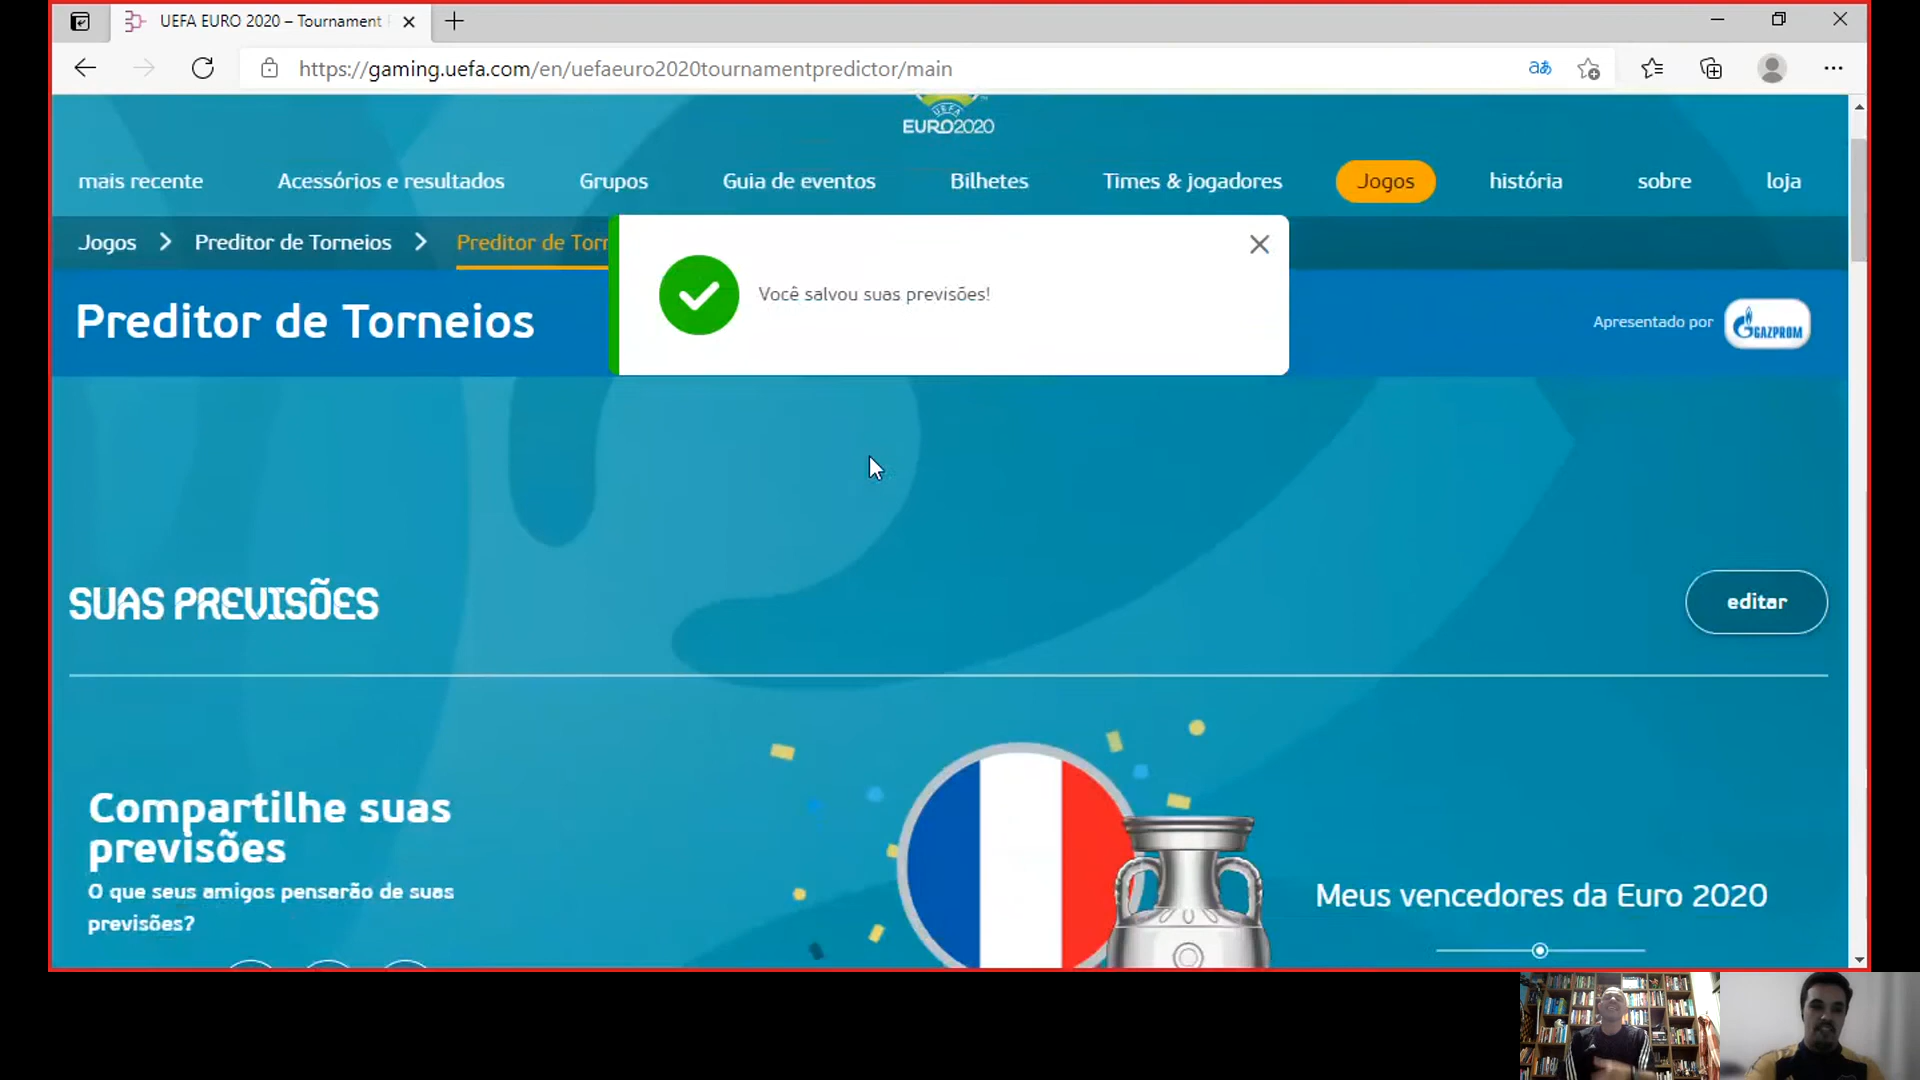 UEFA EURO 2020 – Tournament
https://gaming.uefa.com/en/uefaeuro2020tournamentpredictor/main
UEFA
EURO2020
mais recente
Acessórios e resultados
Grupos
Guia de eventos
Bilhetes
Times & jogadores
Jogos
história
sobre
loja
Jogos
Preditor de Torneios
Preditor de Torr
Você salvou suas previsões!
Preditor de Torneios
Apresentado por
GAZPROM
SUAS PREVISÕES
editar
Compartilhe suas
previsões
O que seus amigos pensarão de suas
previsões?
Meus vencedores da Euro 2020